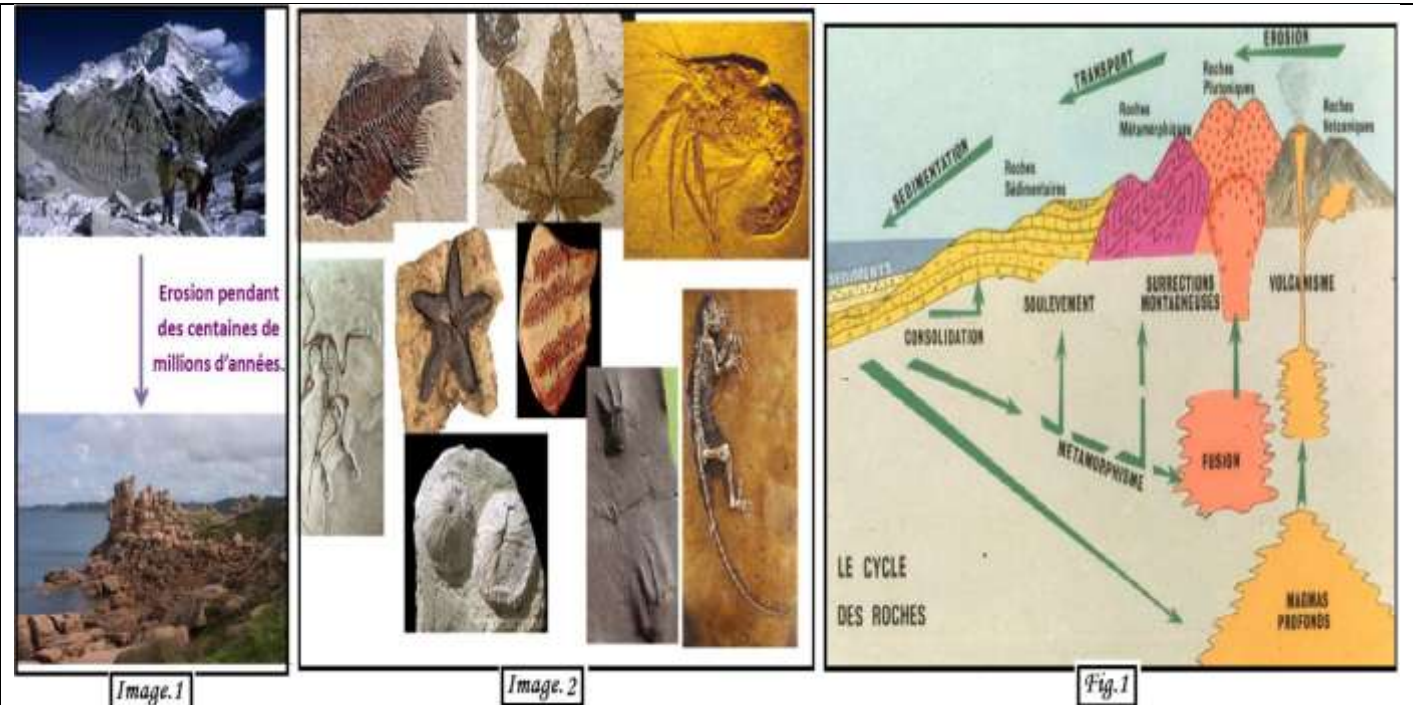 Erosion pendant
des centaines de
millions d'années.
Image.1
Image.2
EROSION
TRANSPORT
Roches
Plutoniques
Roches
Métamorphiques
Roches
Volcaniques
SEDIMENTATION
Roches
Sédimentaires
SEDIMENTS
SOULEVEMENT
SURRECTIONS
MONTAGNEUSES
VOLCANISME
CONSOLIDATION
METAMORPHISME
FUSION
LE CYCLE
DES ROCHES
MAGMAS
PROFONDS
Fig.1